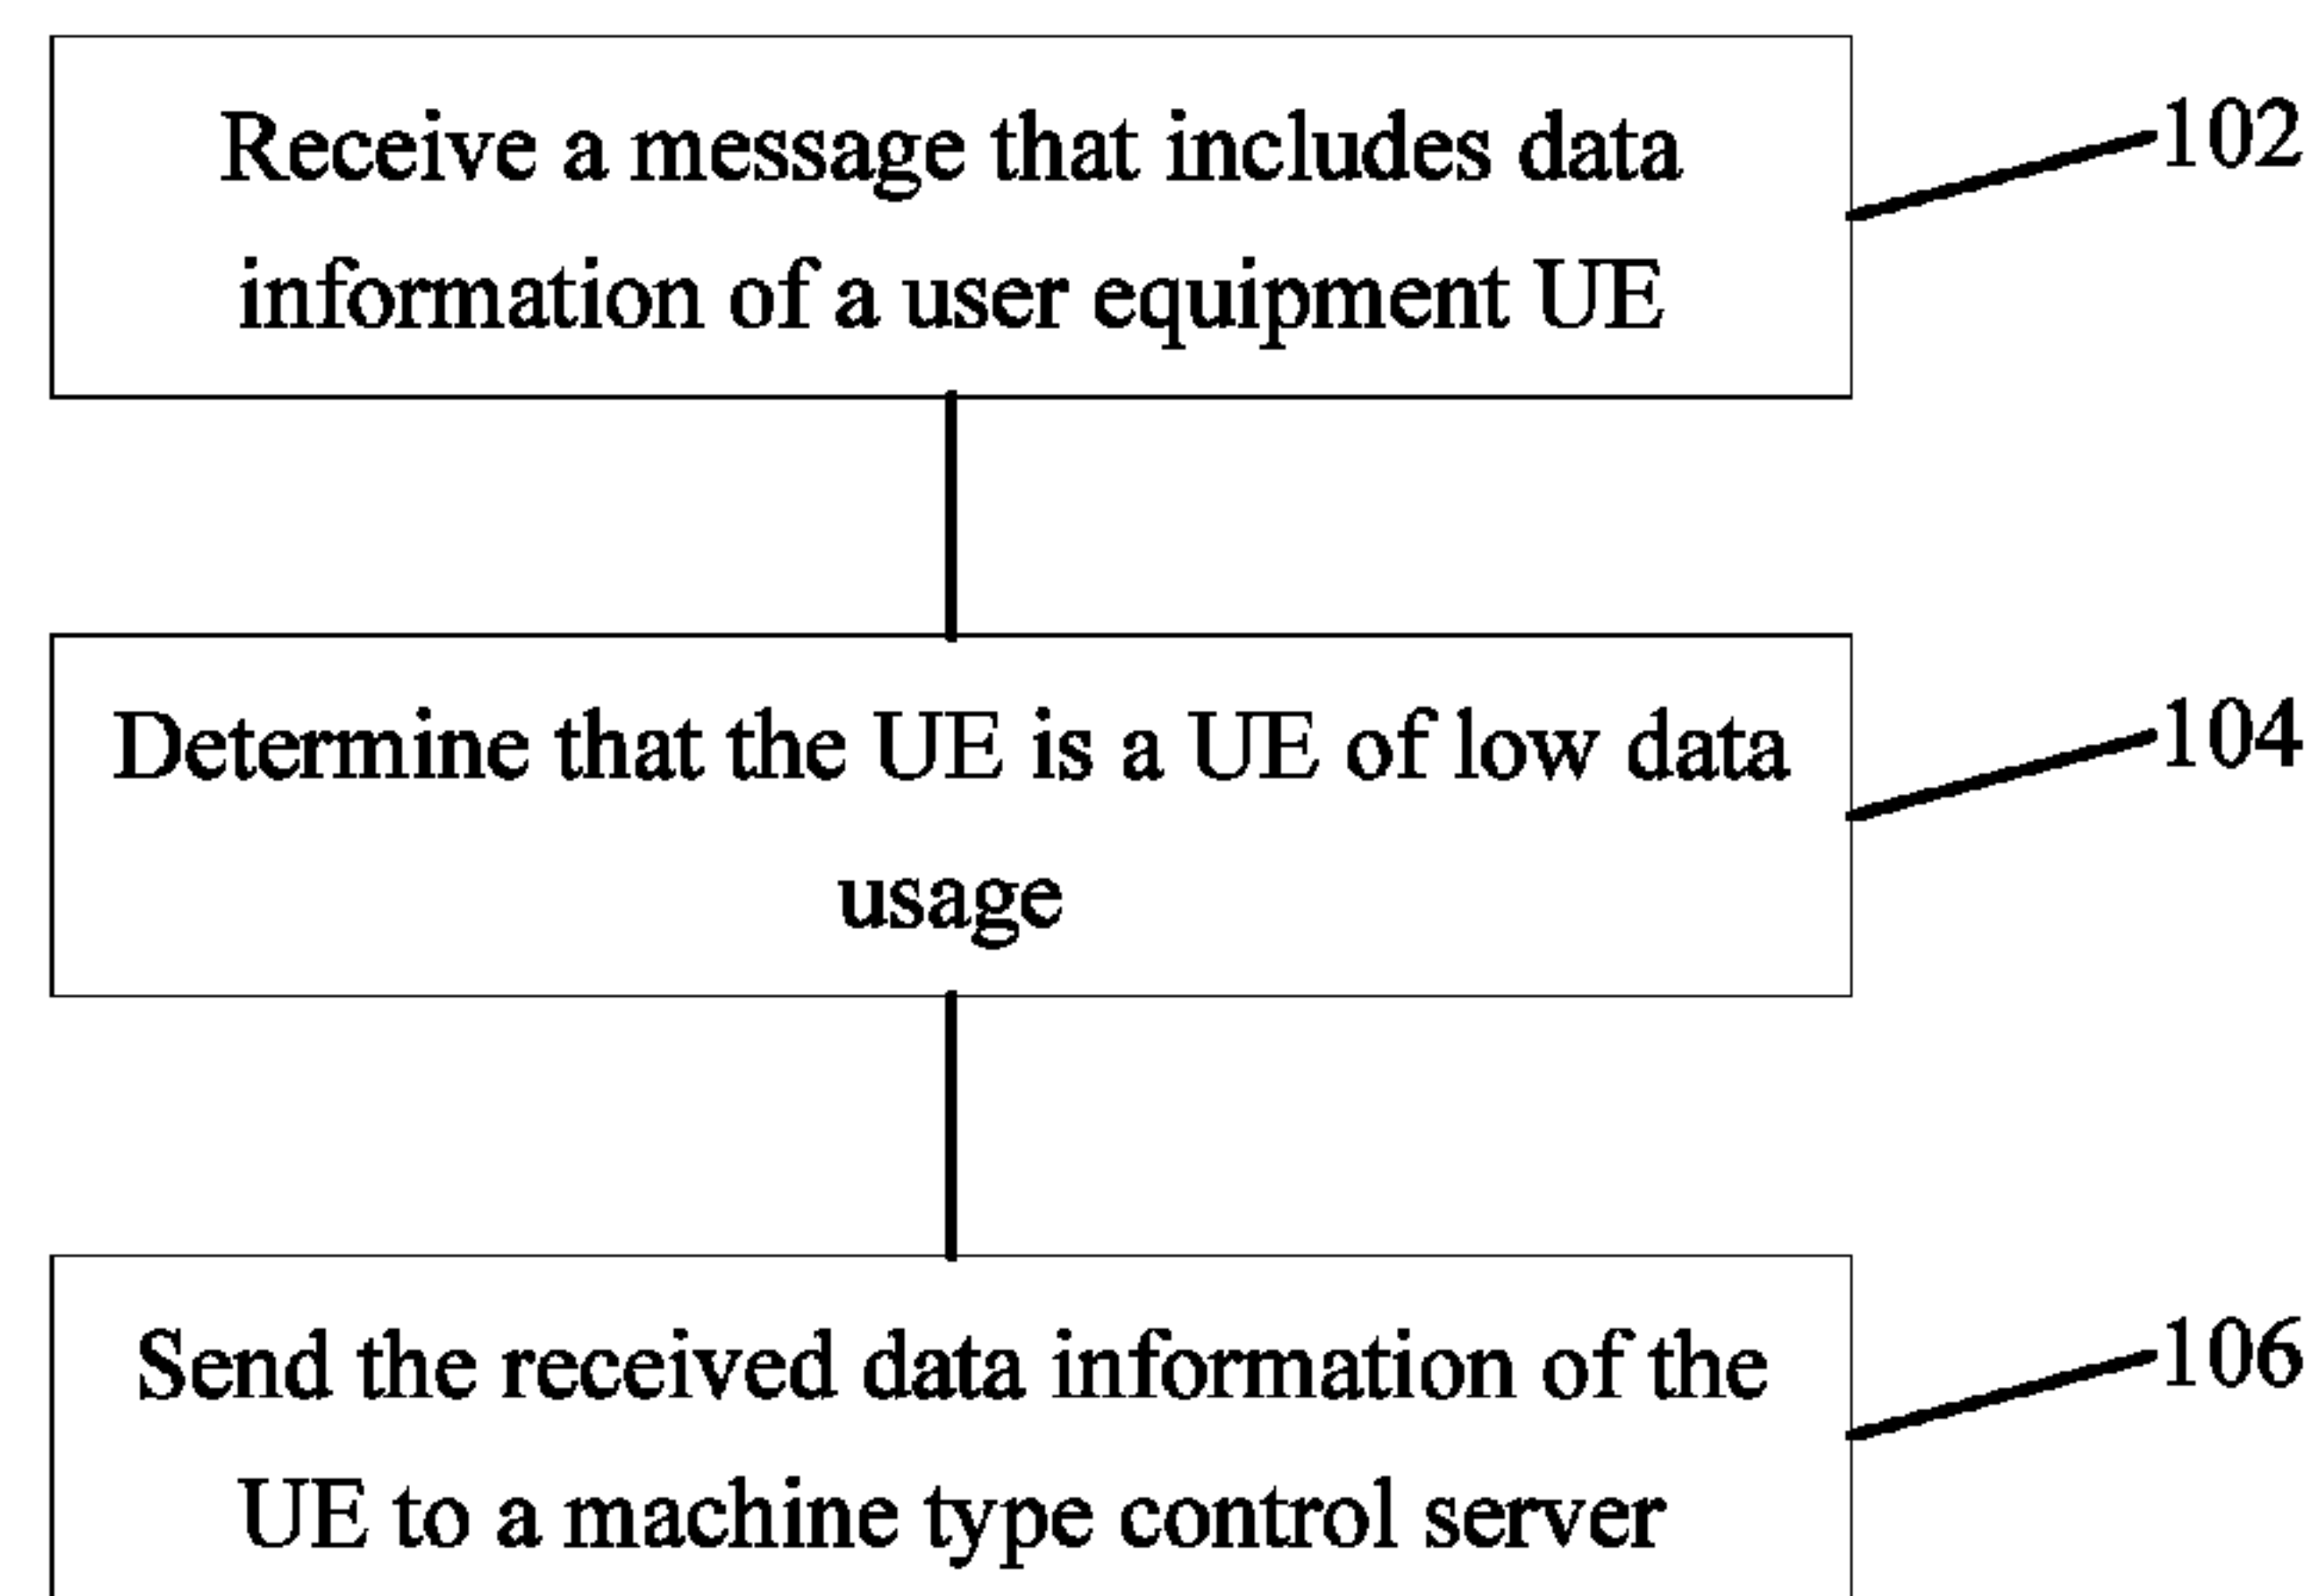 Receive a message that includes data
information of a user equipment UE
102
Determine that the UE is a UE of low data
usage
104
Send the received data information of the
UE to a machine type control server
106